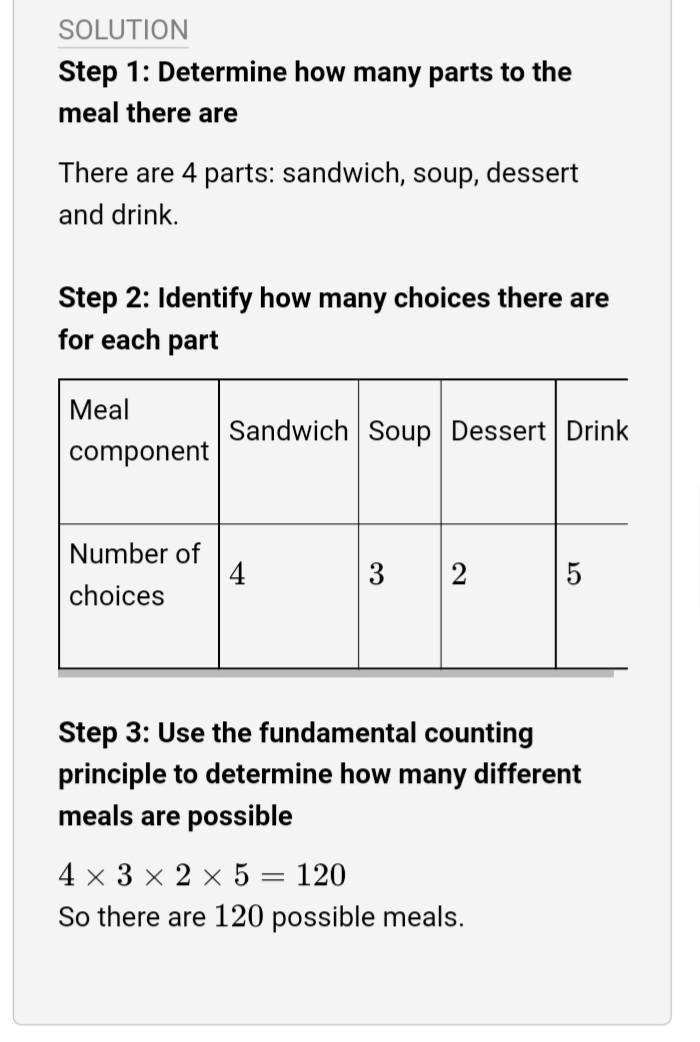 SOLUTION
Step 1: Determine how many parts to the
meal there are
There are 4 parts: sandwich, soup, dessert
and drink.
Step 2: Identify how many choices there are
for each part
Meal
component
Sandwich
Soup
Dessert
Drink
Number of
choices
4
3
2
5
Step 3: Use the fundamental counting
principle to determine how many different
meals are possible
4 × 3 × 2 × 5 = 120
So there are 120 possible meals.